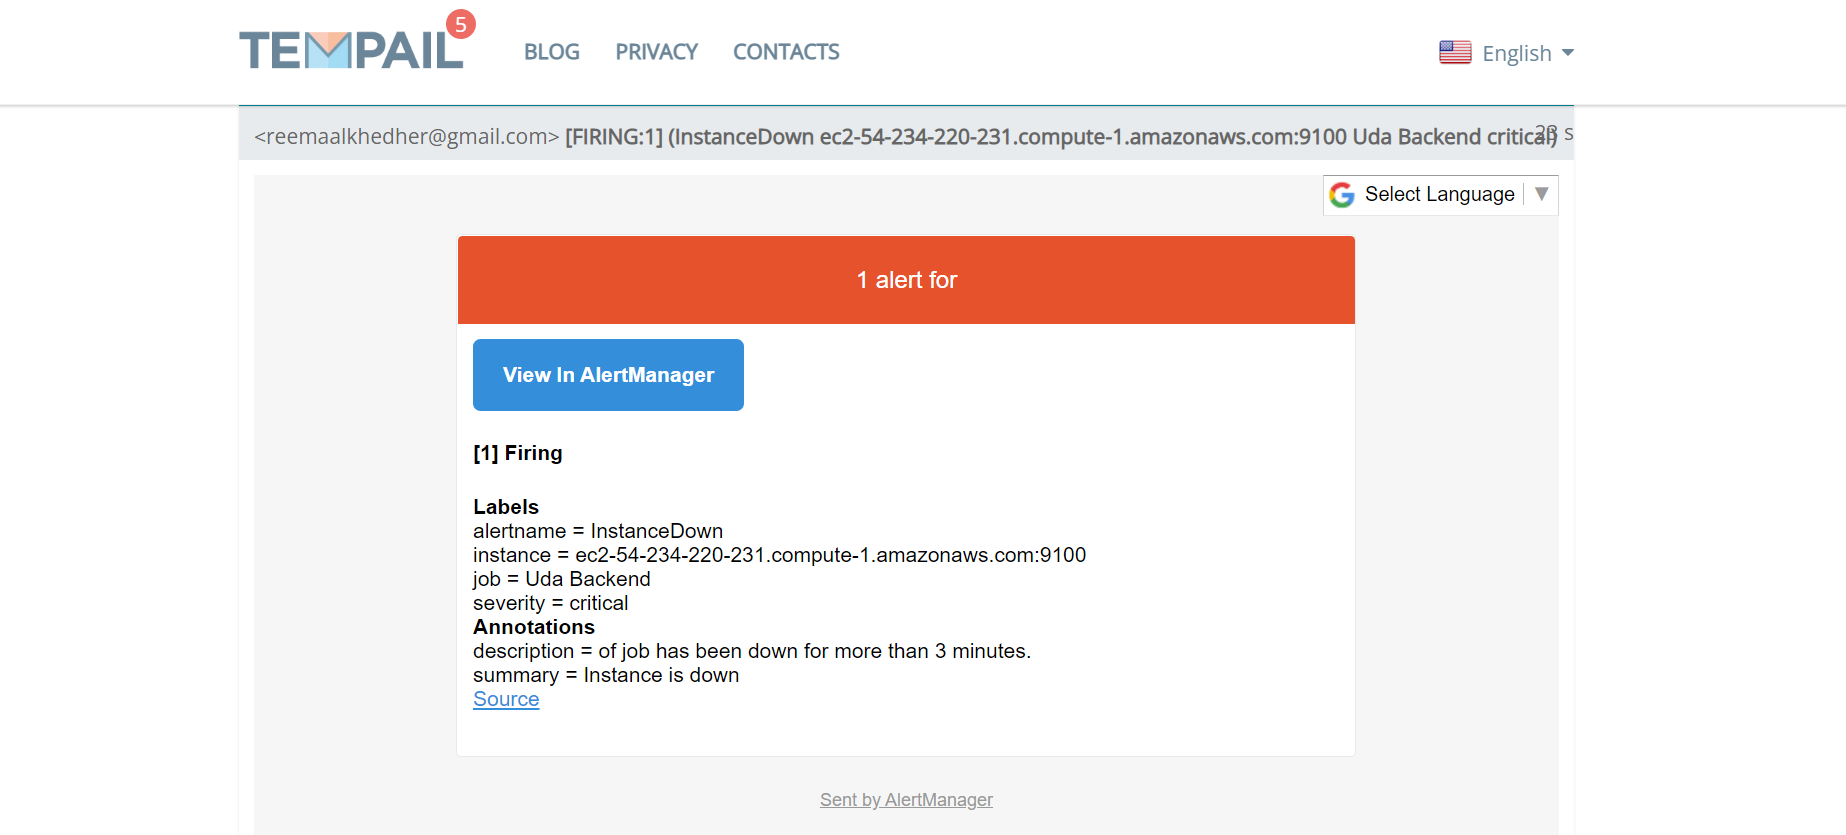 TEMPAIL 5 BLOG PRIVACY CONTACTS English
<reemaalkhedher@gmail.com> [FIRING:1] (InstanceDown ec2-54-234-220-231.compute-1.amazonaws.com:9100 Uda Backend critical) 23 s
Select Language ▼
1 alert for
View In AlertManager
[1] Firing
Labels
alertname = InstanceDown
instance = ec2-54-234-220-231.compute-1.amazonaws.com:9100
job = Uda Backend
severity = critical
Annotations
description = of job has been down for more than 3 minutes.
summary = Instance is down
Source
Sent by AlertManager